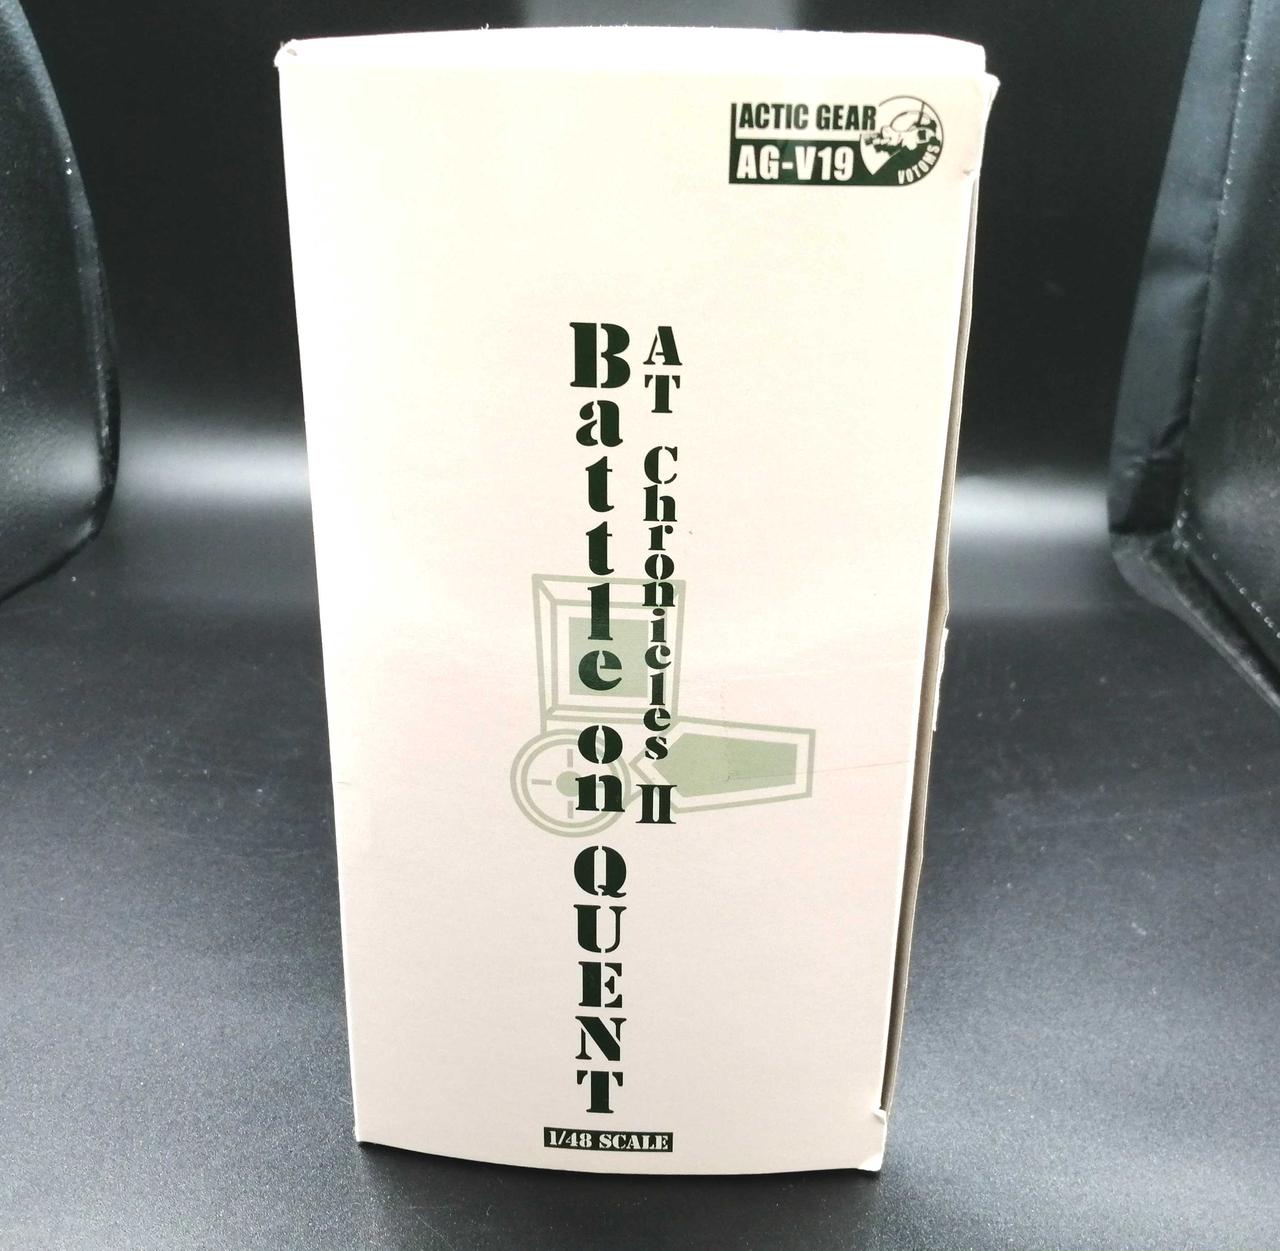 ACTIC GEAR
AG-V19
VOTOMS
AT Chronicles II
Battle on QUENT
1/48 SCALE